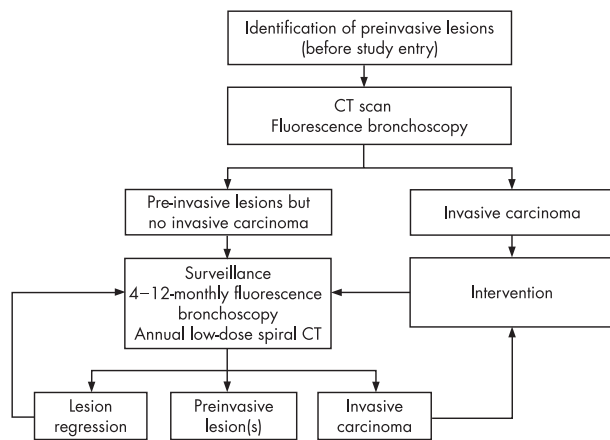 Identification of preinvasive lesions
(before study entry)
CT scan
Fluorescence bronchoscopy
Pre-invasive lesions but
no invasive carcinoma
Invasive carcinoma
Surveillance
4–12-monthly fluorescence
bronchoscopy
Annual low-dose spiral CT
Intervention
Lesion
regression
Preinvasive
lesion(s)
Invasive
carcinoma